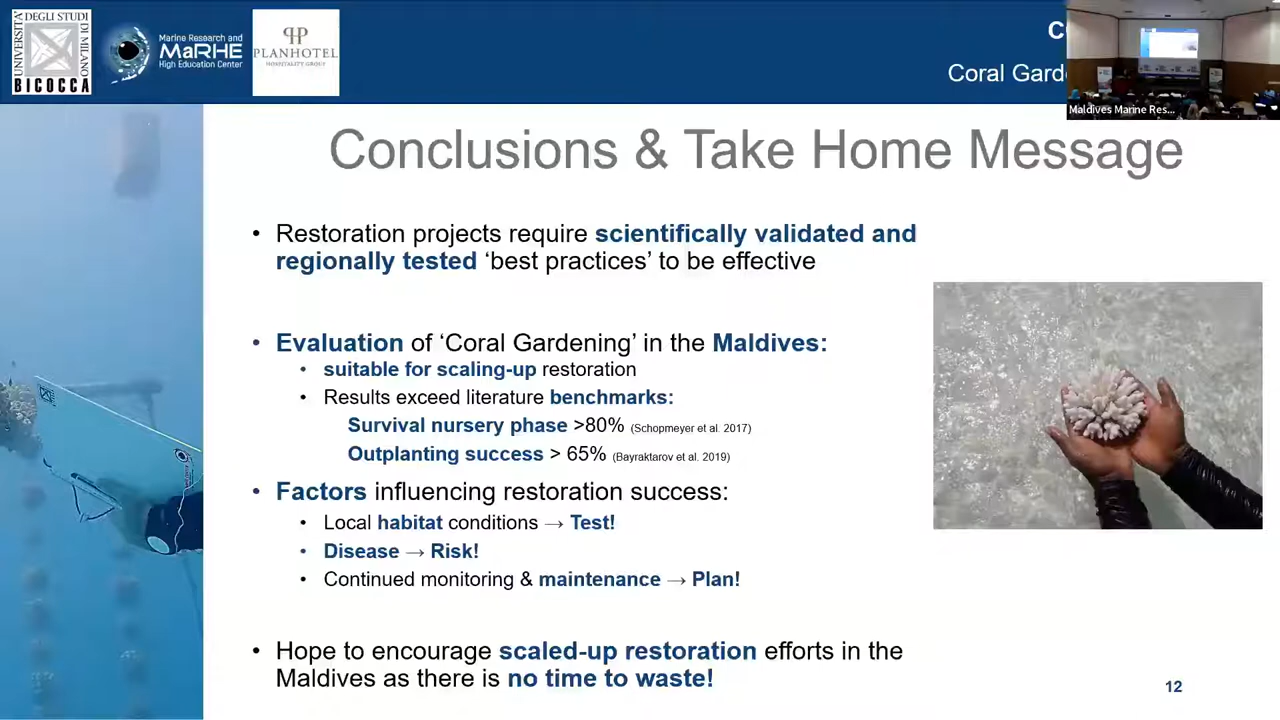 UNIVERSITÀ DEGLI STUDI DI MILANO
BICOCCA
Marine Research and
MaRHE
High Education Center
PLANHOTEL
HOSPITALITY GROUP
Coral Gard
Maldives Marine Res...
Conclusions & Take Home Message
• Restoration projects require scientifically validated and
regionally tested ‘best practices’ to be effective
• Evaluation of ‘Coral Gardening’ in the Maldives:
• suitable for scaling-up restoration
• Results exceed literature benchmarks:
Survival nursery phase >80% (Schopmeyer et al. 2017)
Outplanting success > 65% (Bayraktarov et al. 2019)
• Factors influencing restoration success:
• Local habitat conditions → Test!
• Disease → Risk!
• Continued monitoring & maintenance → Plan!
• Hope to encourage scaled-up restoration efforts in the
Maldives as there is no time to waste!
12